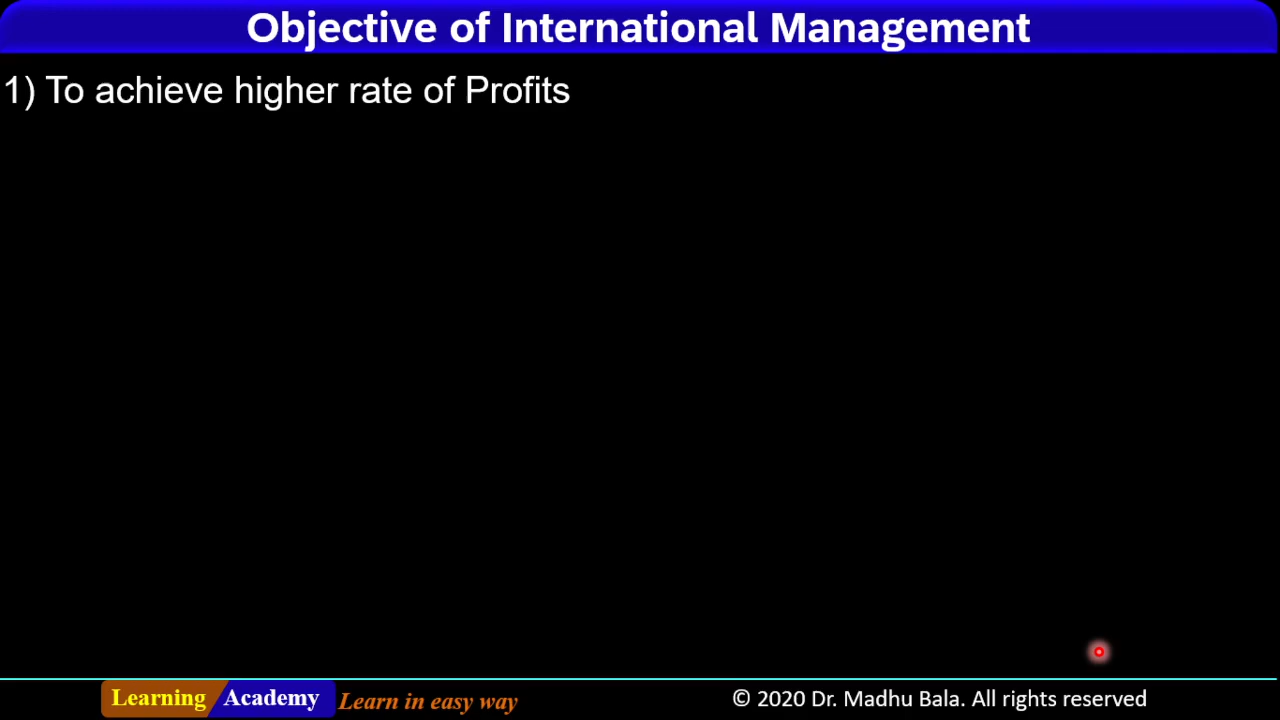 Objective of International Management
1) To achieve higher rate of Profits
Learning Academy Learn in easy way
© 2020 Dr. Madhu Bala. All rights reserved